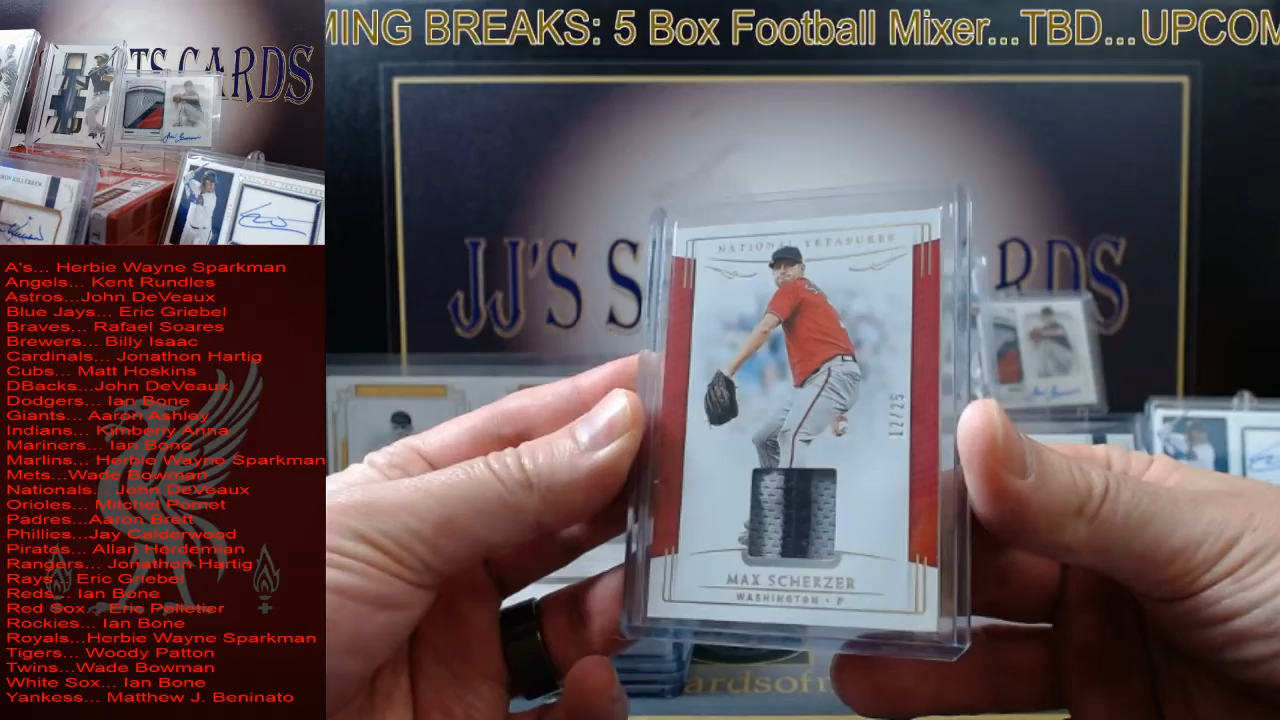 MING BREAKS: 5 Box Football Mixer...TBD...UPCOM
TS CARDS
A's... Herbie Wayne Sparkman
Angels... Kent Rundles
Astros...John DeVeaux
Blue Jays... Eric Griebel
Braves... Rafael Soares
Brewers... Billy Isaac
Cardinals... Jonathon Hartig
Cubs... Matt Hoskins
DBacks...John DeVeaux
Dodgers... Ian Bone
Giants... Aaron Ashley
Indians... Kimberly Anna
Mariners... Ian Bone
Marlins... Herbie Wayne Sparkman
Mets...Wade Bowman
Nationals... John DeVeaux
Orioles... Mitchel Pomet
Padres...Aaron Brett
Phillies...Jay Calderwood
Pirates... Allan Herdemian
Rangers... Jonathon Hartig
Rays... Eric Griebel
Reds... Ian Bone
Red Sox... Eric Pelletier
Rockies... Ian Bone
Royals...Herbie Wayne Sparkman
Tigers... Woody Patton
Twins...Wade Bowman
White Sox... Ian Bone
Yankess... Matthew J. Beninato
JJ'S S
RDS
NATIONAL TREASURES
12/25
MAX SCHERZER
WASHINGTON • P
ardsofr